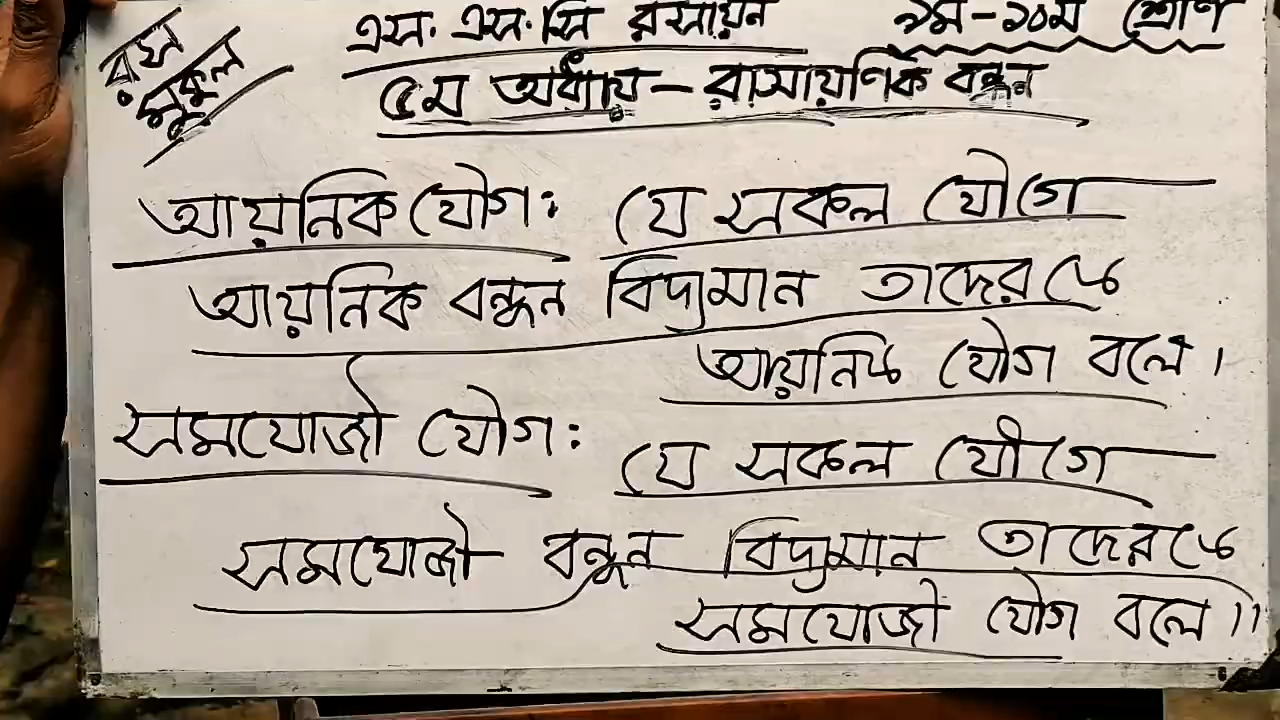 রস
মুকুল
এস. এস. সি রসায়ন ৯ম-১০ম শ্রেণি
৫ম অধ্যায় - রাসায়ণিক বন্ধন
আয়নিক যৌগ: যে সকল যৌগে
আয়নিক বন্ধন বিদ্যমান তাদেরকে
আয়নিক যৌগ বলে।
সমযোজী যৌগ: যে সকল যৌগে
সমযোজী বন্ধন বিদ্যমান তাদেরকে
সমযোজী যৌগ বলে॥